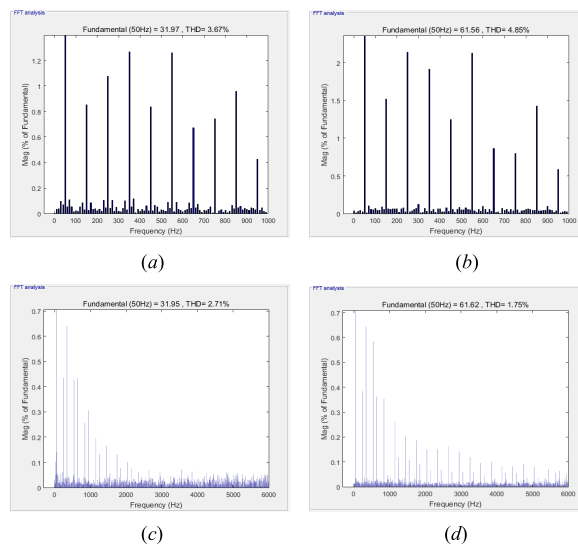 FFT analysis
Fundamental (50Hz) = 31.97 , THD= 3.67%
Mag (% of Fundamental)
1.2
1
0.8
0.6
0.4
0.2
0
0 100 200 300 400 500 600 700 800 900 1000
Frequency (Hz)
(a)
FFT analysis
Fundamental (50Hz) = 61.56 , THD= 4.85%
Mag (% of Fundamental)
2
1.5
1
0.5
0
0 100 200 300 400 500 600 700 800 900 1000
Frequency (Hz)
(b)
FFT analysis
Fundamental (50Hz) = 31.95 , THD= 2.71%
Mag (% of Fundamental)
0.7
0.6
0.5
0.4
0.3
0.2
0.1
0
0 1000 2000 3000 4000 5000 6000
Frequency (Hz)
(c)
FFT analysis
Fundamental (50Hz) = 61.62 , THD= 1.75%
Mag (% of Fundamental)
0.7
0.6
0.5
0.4
0.3
0.2
0.1
0
0 1000 2000 3000 4000 5000 6000
Frequency (Hz)
(d)